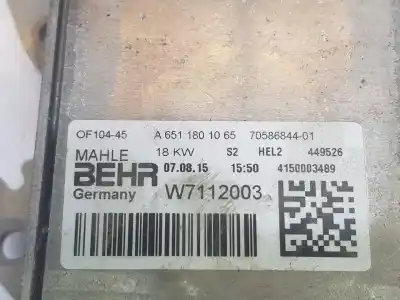 OF104-45 A 651 180 10 65 70586844-01
MAHLE 18 KW S2 HEL2 449526
BEHR 07.08.15 15:50 4150003489
Germany W7112003